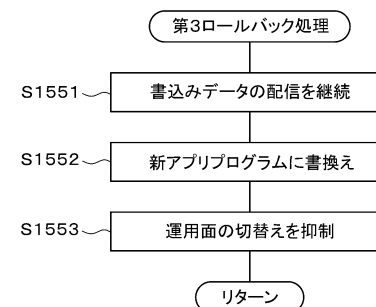 第3ロールバック処理
S1551
書込みデータの配信を継続
S1552
新アプリプログラムに書換え
S1553
運用面の切替えを抑制
リターン